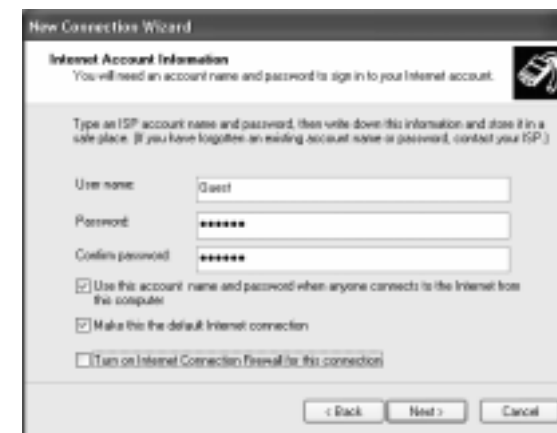 New Connection Wizard
Internet Account Information
You will need an account name and password to sign in to your Internet account.
Type an ISP account name and password, then write down this information and store it in a
safe place. (If you have forgotten an existing account name or password, contact your ISP.)
User name:
Guest
Password:
••••••
Confirm password:
••••••
Use this account name and password when anyone connects to the Internet from
this computer
Make this the default Internet connection
Turn on Internet Connection Firewall for this connection
< Back Next > Cancel